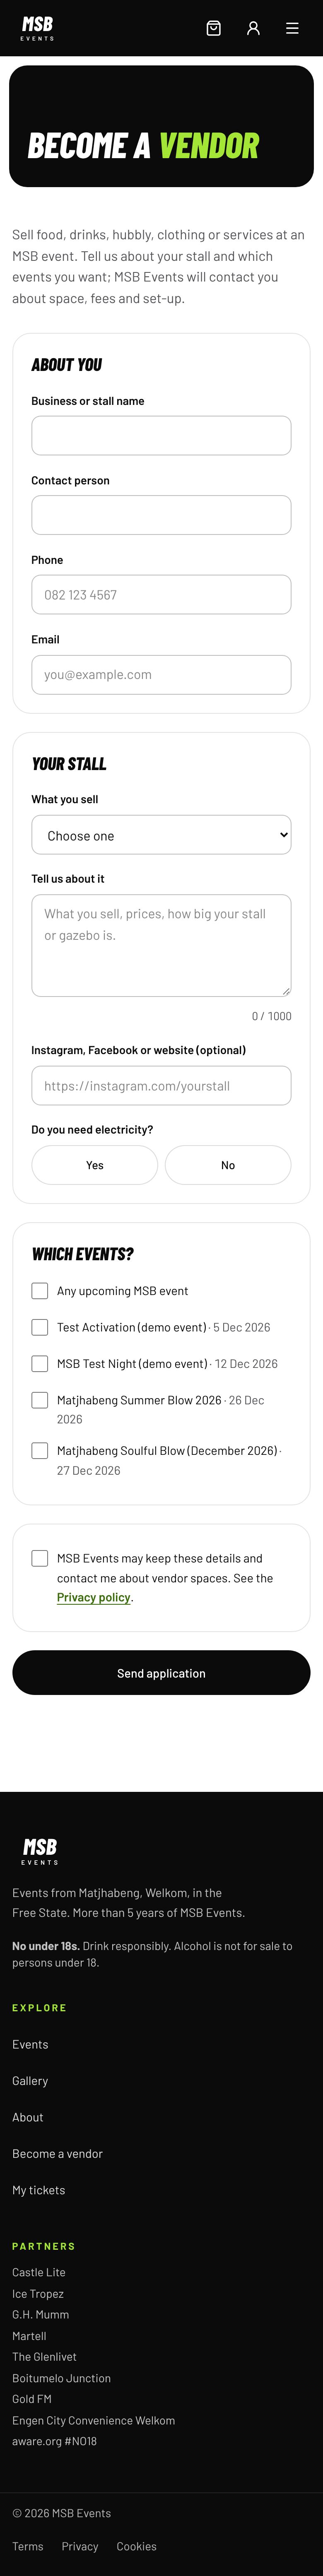 MSB
EVENTS
BECOME A VENDOR
Sell food, drinks, hubbly, clothing or services at an
MSB event. Tell us about your stall and which
events you want; MSB Events will contact you
about space, fees and set-up.
ABOUT YOU
Business or stall name
Contact person
Phone
082 123 4567
Email
you@example.com
YOUR STALL
What you sell
Choose one
Tell us about it
What you sell, prices, how big your stall
or gazebo is.
0 / 1000
Instagram, Facebook or website (optional)
https://instagram.com/yourstall
Do you need electricity?
Yes No
WHICH EVENTS?
Any upcoming MSB event
Test Activation (demo event) · 5 Dec 2026
MSB Test Night (demo event) · 12 Dec 2026
Matjhabeng Summer Blow 2026 · 26 Dec
2026
Matjhabeng Soulful Blow (December 2026) ·
27 Dec 2026
MSB Events may keep these details and
contact me about vendor spaces. See the
Privacy policy.
Send application
MSB
EVENTS
Events from Matjhabeng, Welkom, in the
Free State. More than 5 years of MSB Events.
No under 18s. Drink responsibly. Alcohol is not for sale to
persons under 18.
EXPLORE
Events
Gallery
About
Become a vendor
My tickets
PARTNERS
Castle Lite
Ice Tropez
G.H. Mumm
Martell
The Glenlivet
Boitumelo Junction
Gold FM
Engen City Convenience Welkom
aware.org #NO18
© 2026 MSB Events
Terms Privacy Cookies